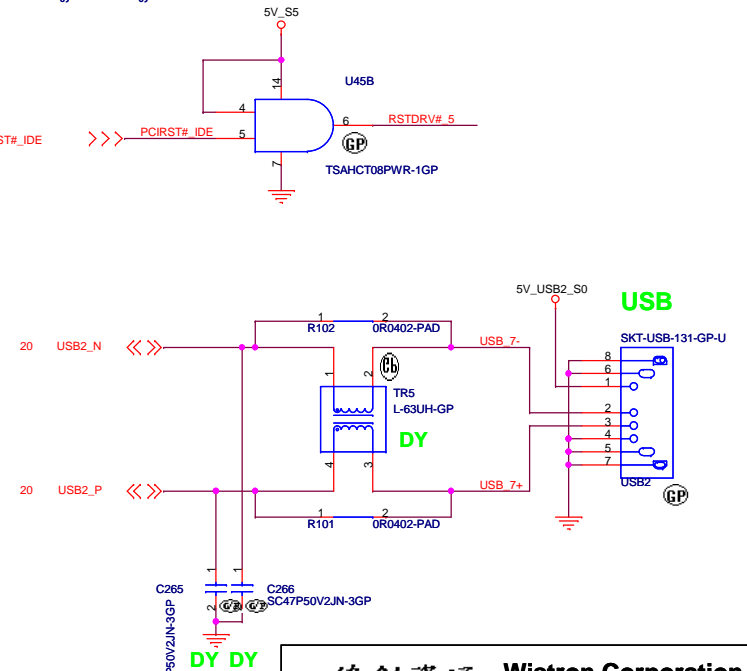 5V_S5
14
U45B
4
6
RSTDRV#_5
ST#_IDE
PCIRST#_IDE
5
GP
7
TSAHCT08PWR-1GP
5V_USB2_S0
USB
1
2
R102
0R0402-PAD
SKT-USB-131-GP-U
20
USB2_N
USB_7-
8
6
1
1
2
TR5
L-63UH-GP
2
3
DY
4
4
3
5
20
USB2_P
USB_7+
7
USB2
GP
1
2
R101
0R0402-PAD
1
1
C265
C266
SC47P50V2JN-3GP
2
2
P50V2JN-3GP
DY DY
Wistron Corporation